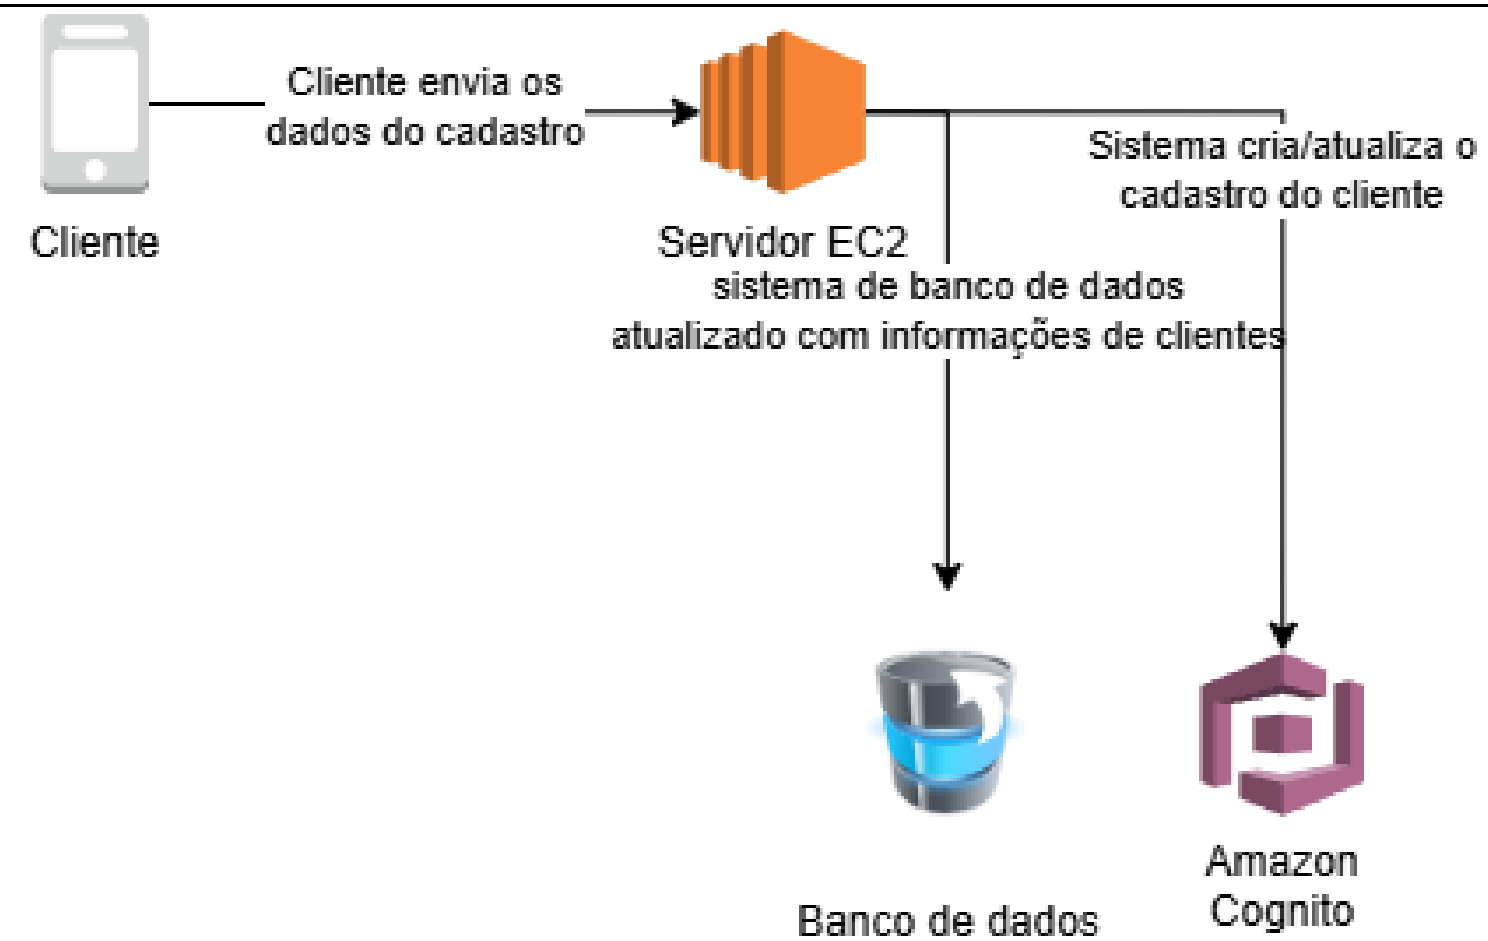 Cliente envia os
dados do cadastro
Cliente
Servidor EC2
Sistema cria/atualiza o
cadastro do cliente
sistema de banco de dados
atualizado com informações de clientes
Banco de dados
Amazon
Cognito